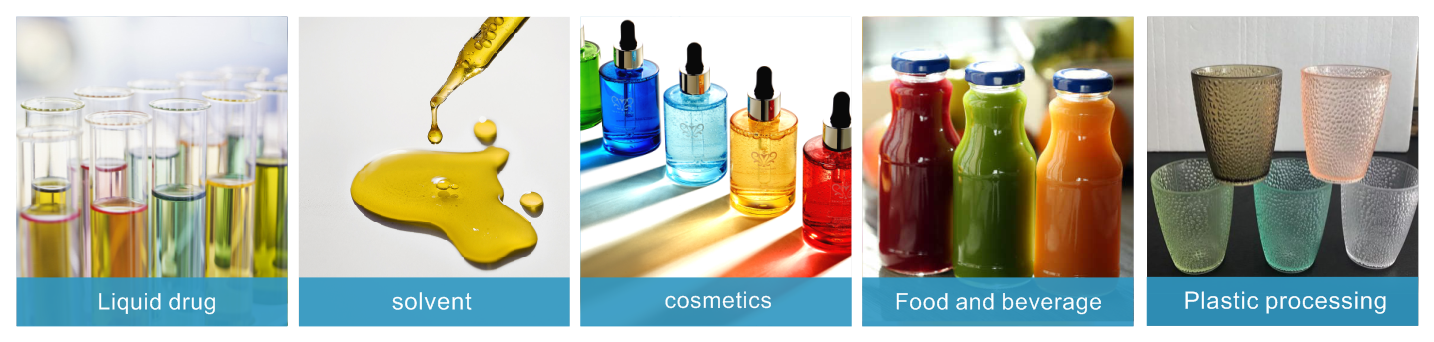 Liquid drug
solvent
cosmetics
Food and beverage
Plastic processing